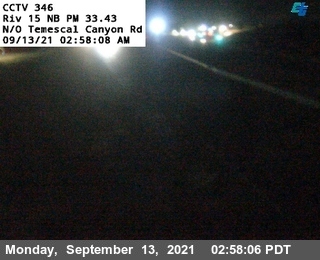 CCTV 346
Riv 15 NB PM 33.43
N/O Temescal Canyon Rd
09/13/21 02:58:08 AM
Monday, September 13, 2021 02:58:06 PDT